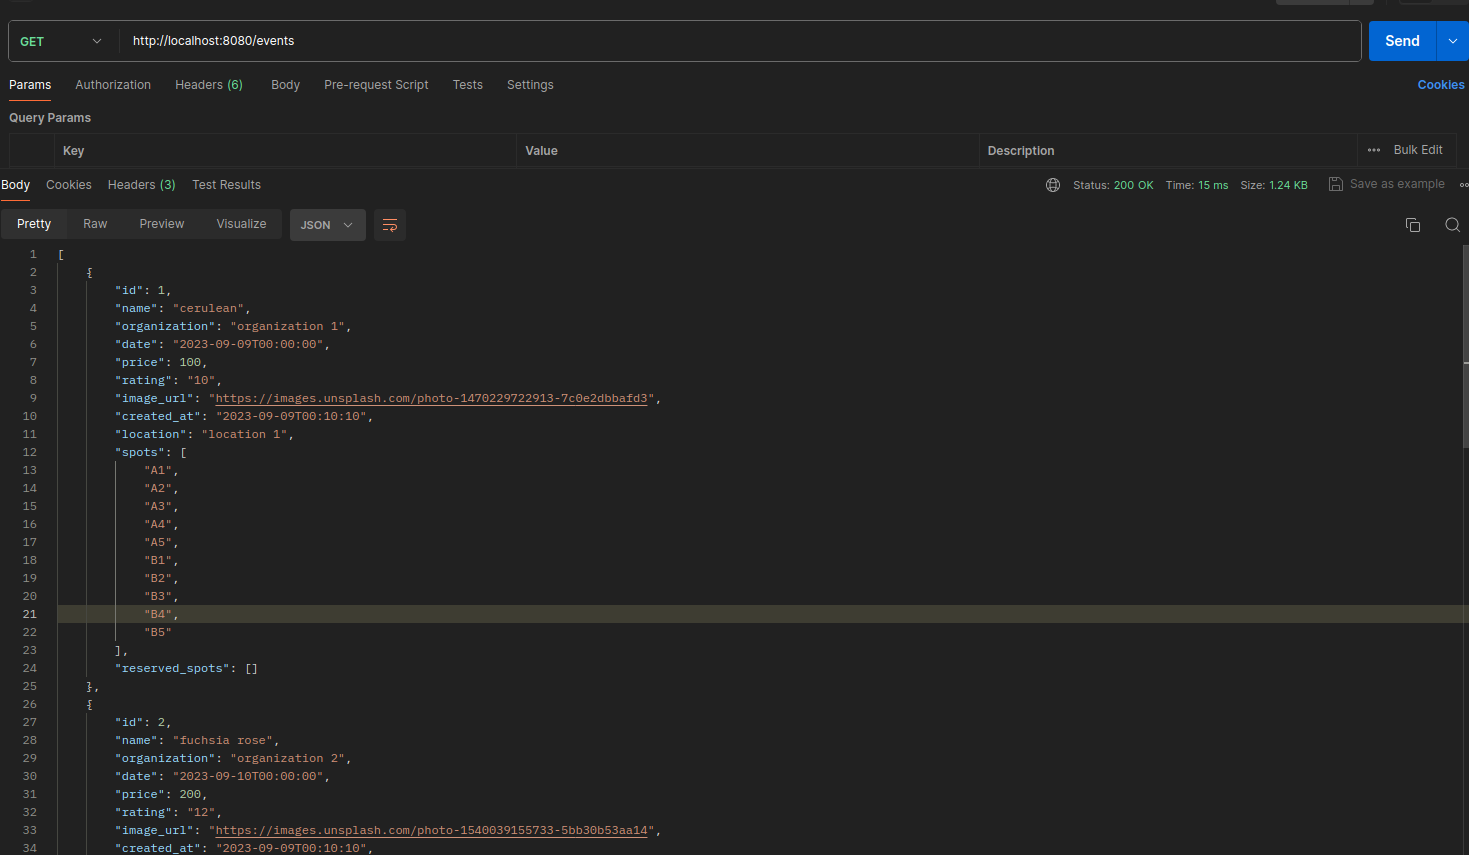 GET http://localhost:8080/events Send
Params Authorization Headers (6) Body Pre-request Script Tests Settings Cookies
Query Params
Key Value Description Bulk Edit
Body Cookies Headers (3) Test Results Status: 200 OK Time: 15 ms Size: 1.24 KB Save as example
Pretty Raw Preview Visualize JSON
1 [
2 {
3 "id": 1,
4 "name": "cerulean",
5 "organization": "organization 1",
6 "date": "2023-09-09T00:00:00",
7 "price": 100,
8 "rating": "10",
9 "image_url": "https://images.unsplash.com/photo-1470229722913-7c0e2dbbafd3",
10 "created_at": "2023-09-09T00:10:10",
11 "location": "location 1",
12 "spots": [
13 "A1",
14 "A2",
15 "A3",
16 "A4",
17 "A5",
18 "B1",
19 "B2",
20 "B3",
21 "B4",
22 "B5"
23 ],
24 "reserved_spots": []
25 },
26 {
27 "id": 2,
28 "name": "fuchsia rose",
29 "organization": "organization 2",
30 "date": "2023-09-10T00:00:00",
31 "price": 200,
32 "rating": "12",
33 "image_url": "https://images.unsplash.com/photo-1540039155733-5bb30b53aa14",
34 "created_at": "2023-09-09T00:10:10",